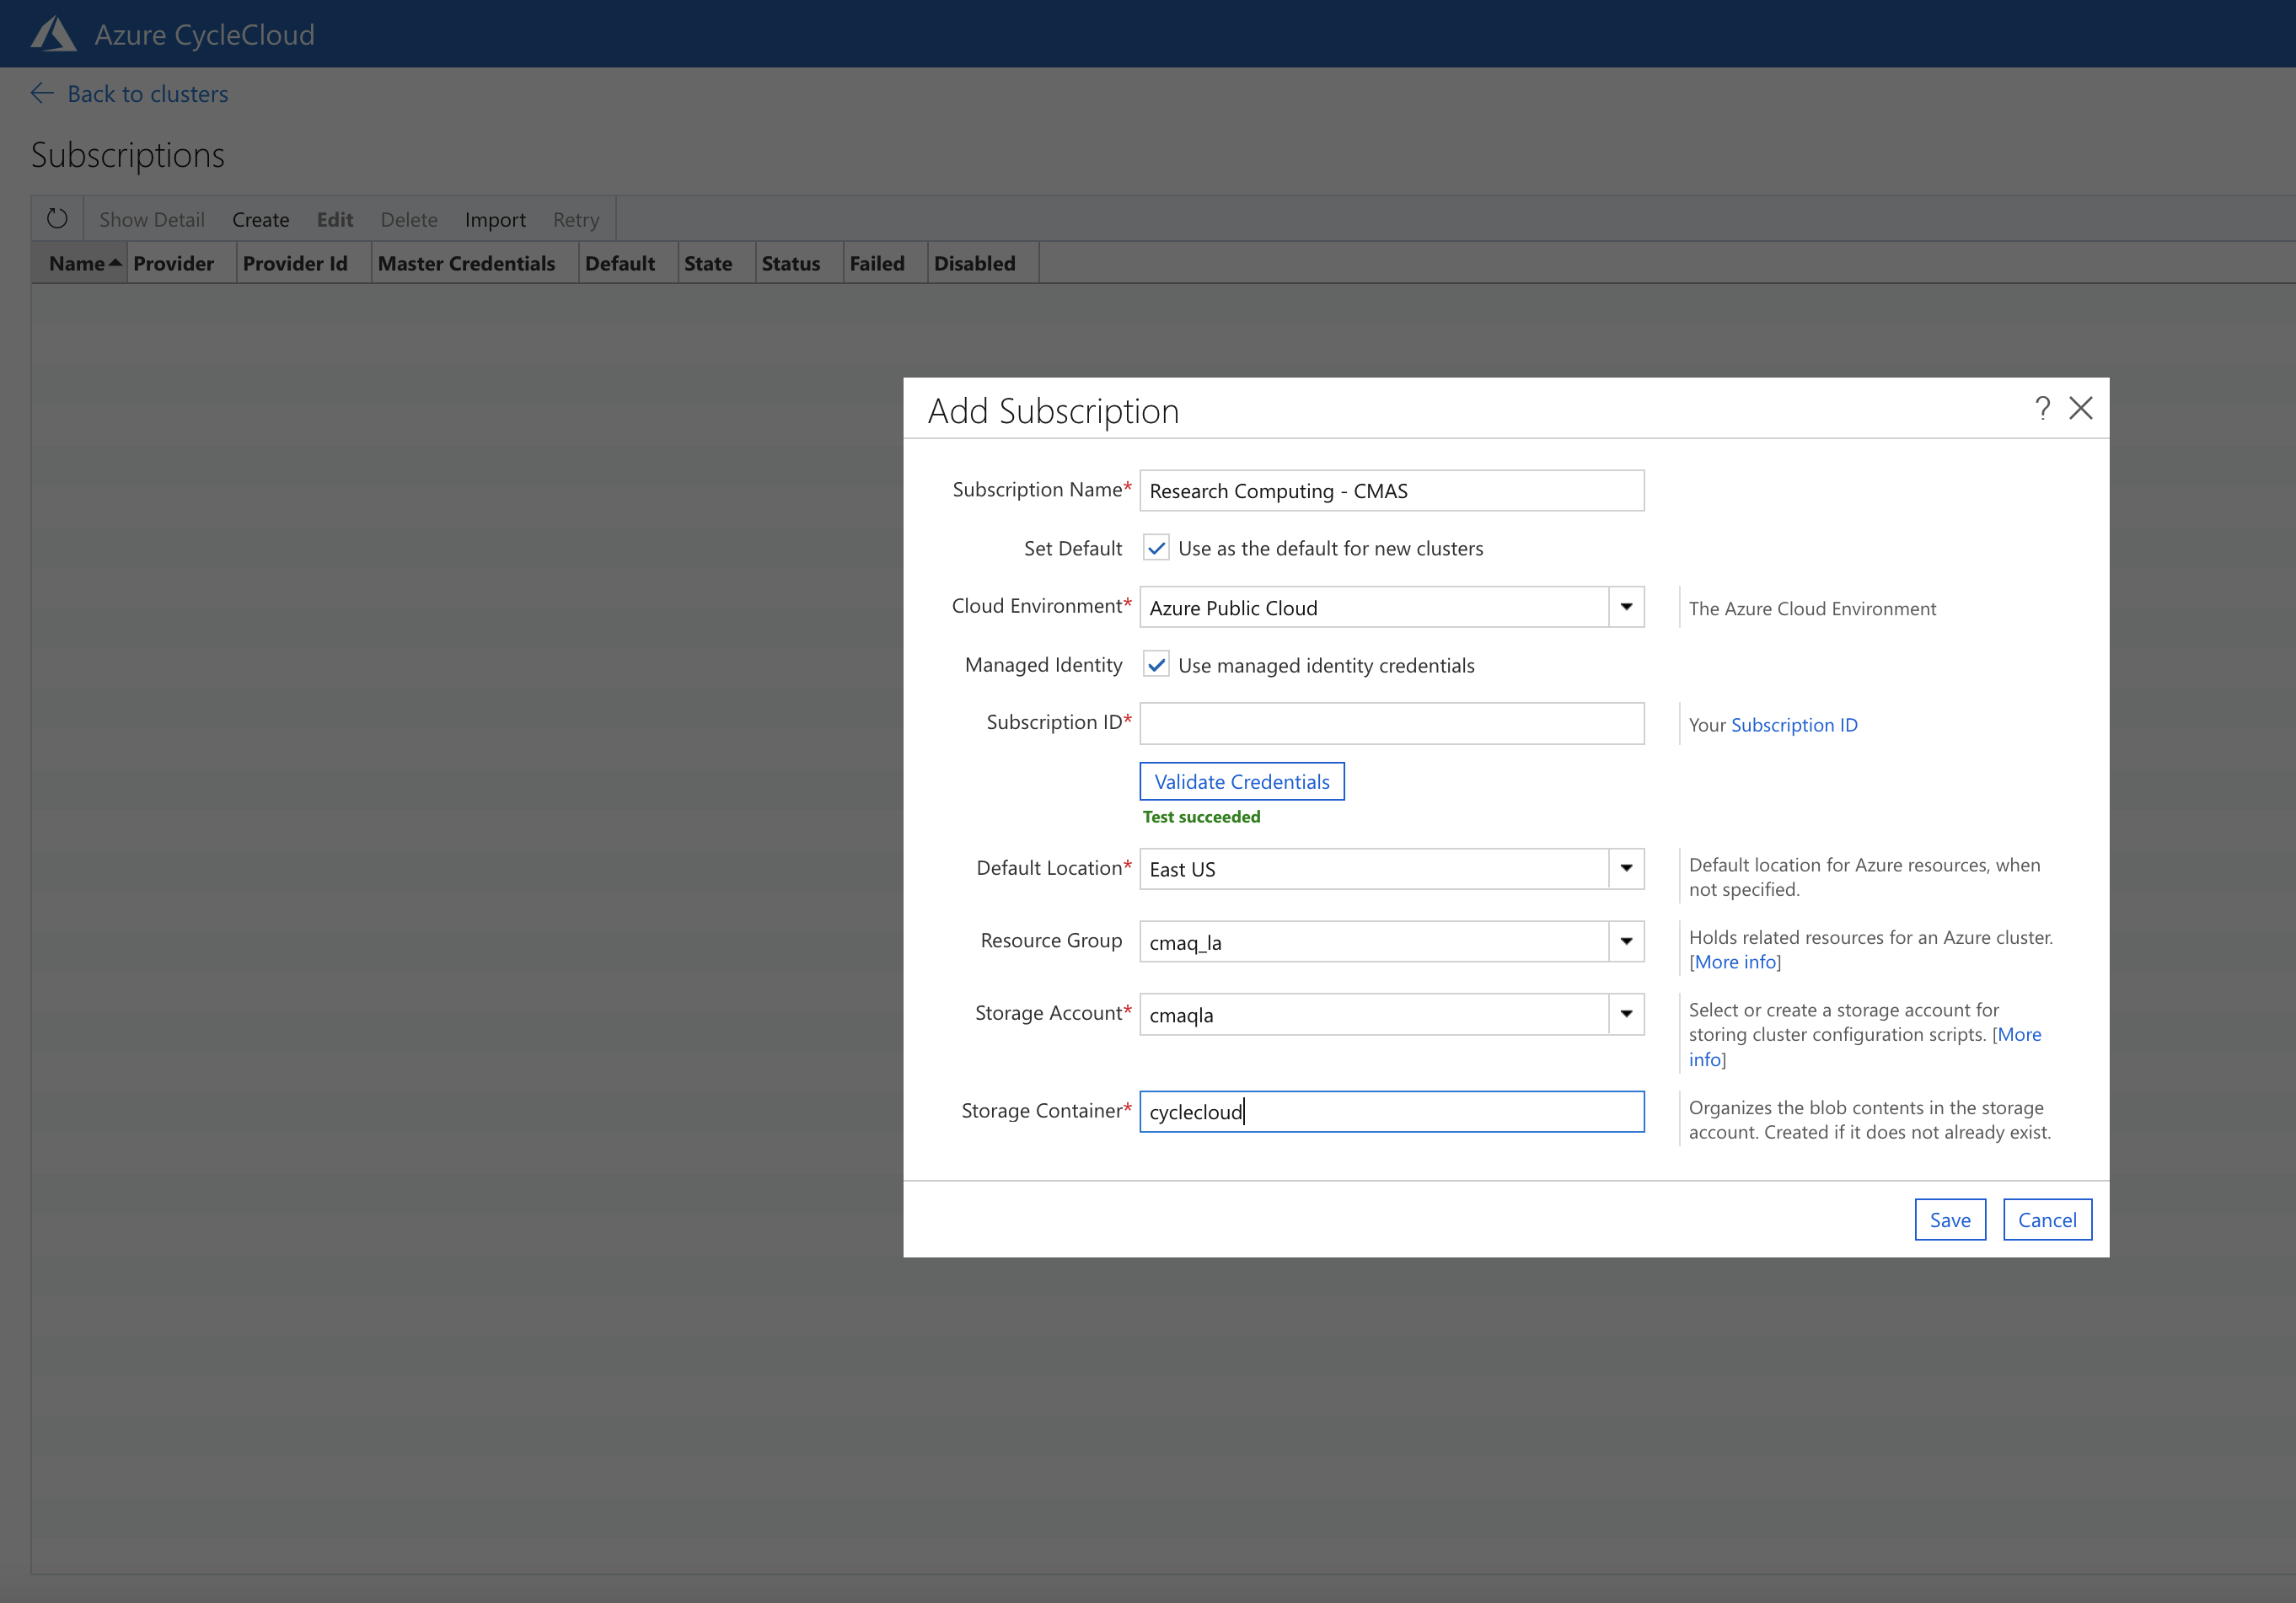 Azure CycleCloud
Back to clusters
Subscriptions
Show Detail Create Edit Delete Import Retry
Name Provider Provider Id Master Credentials Default State Status Failed Disabled
Add Subscription ?
Subscription Name* Research Computing - CMAS
Set Default Use as the default for new clusters
Cloud Environment* Azure Public Cloud The Azure Cloud Environment
Managed Identity Use managed identity credentials
Subscription ID* Your Subscription ID
Validate Credentials
Test succeeded
Default Location* East US Default location for Azure resources, when
not specified.
Resource Group cmaq_la Holds related resources for an Azure cluster.
[More info]
Storage Account* cmaqla Select or create a storage account for
storing cluster configuration scripts. [More
info]
Storage Container* cyclecloud Organizes the blob contents in the storage
account. Created if it does not already exist.
Save Cancel